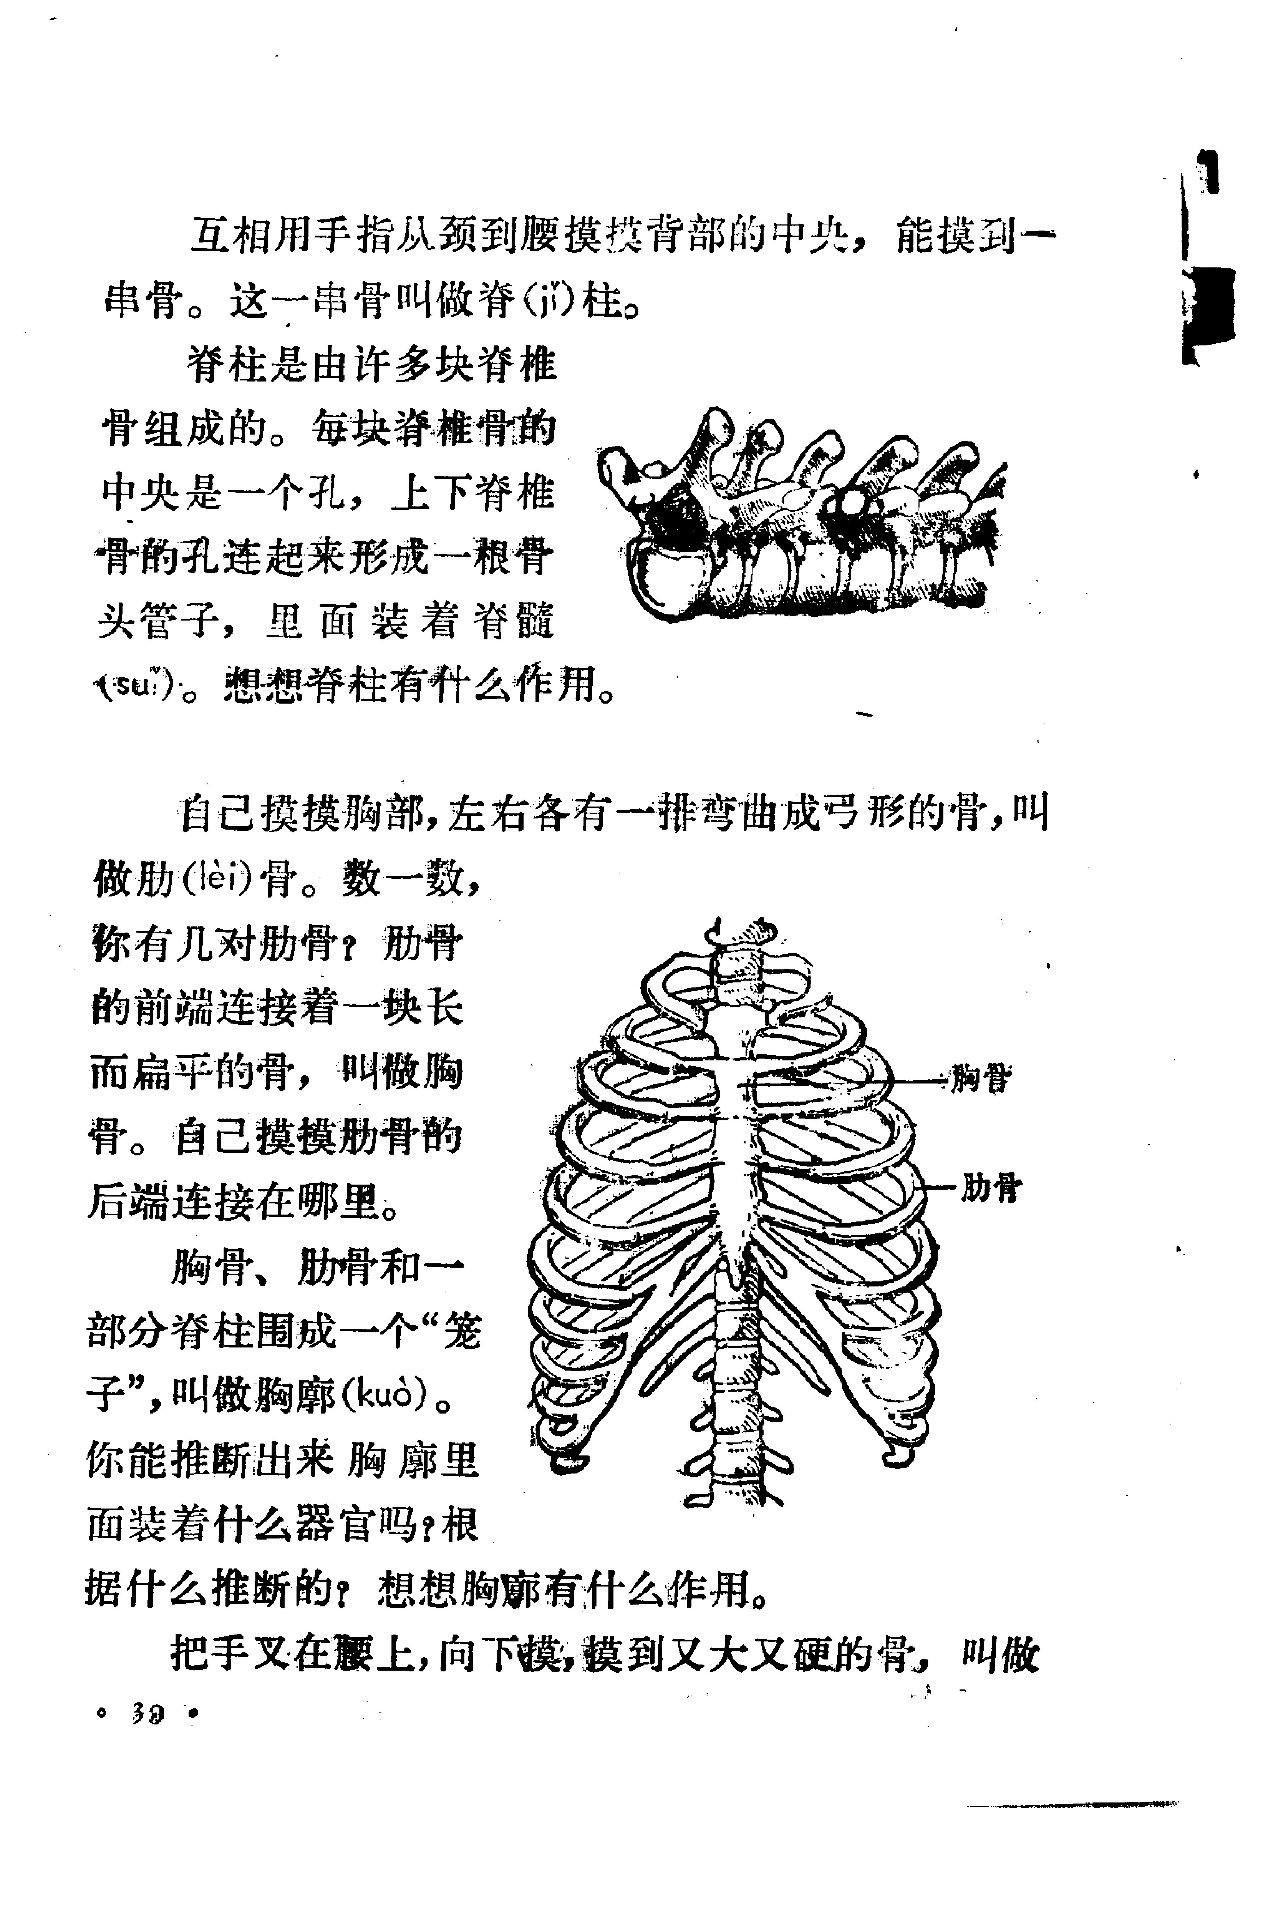 互相用手指从颈到腰摸摸背部的中央，能摸到一
串骨。这一串骨叫做脊(jǐ)柱。
脊柱是由许多块脊椎
骨组成的。每块脊椎骨的
中央是一个孔，上下脊椎
骨的孔连起来形成一根骨
头管子，里面装着脊髓
(suǐ)。想想脊柱有什么作用。
自己摸摸胸部，左右各有一排弯曲成弓形的骨，叫
做肋(lèi)骨。数一数，
你有几对肋骨？肋骨
的前端连接着一块长
而扁平的骨，叫做胸
骨。自己摸摸肋骨的
后端连接在哪里。
胸骨、肋骨和一
部分脊柱围成一个“笼
子”，叫做胸廓(kuò)。
你能推断出来胸廓里
面装着什么器官吗？根
据什么推断的？想想胸廓有什么作用。
把手叉在腰上，向下摸，摸到又大又硬的骨，叫做
胸骨
肋骨